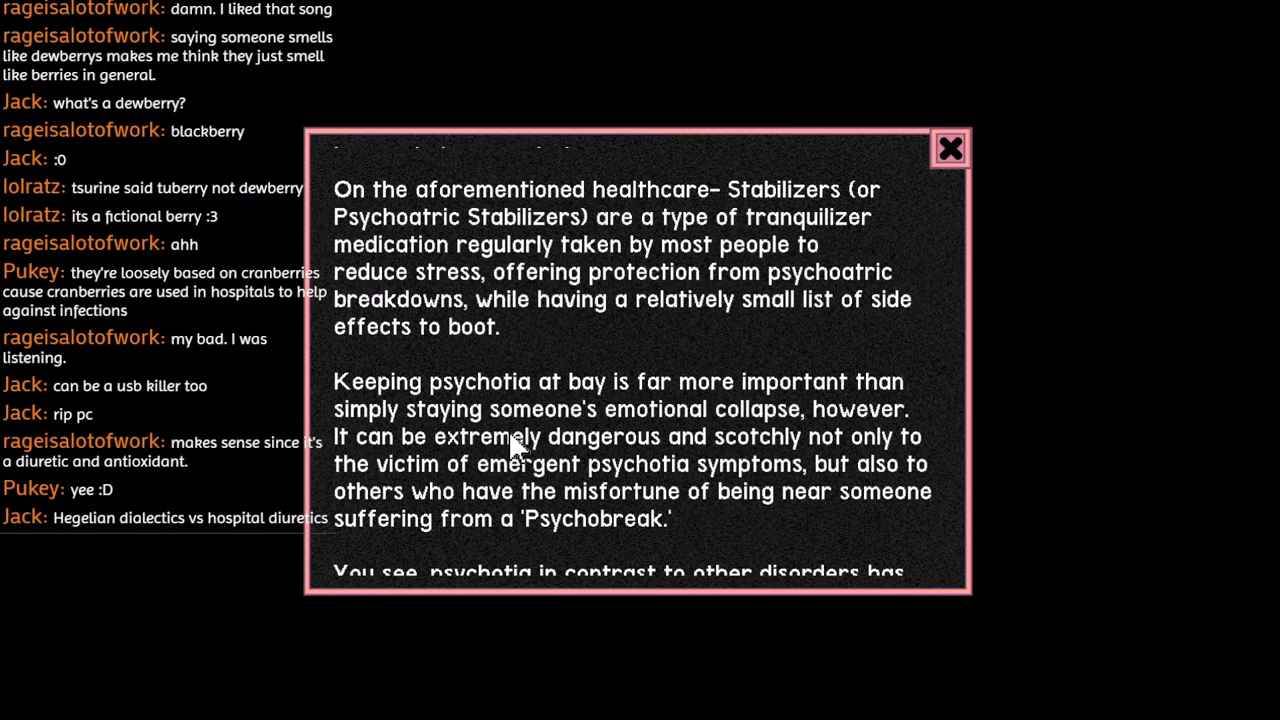 rageisalotofwork: damn. I liked that song
rageisalotofwork: saying someone smells
like dewberrys makes me think they just smell
like berries in general.
Jack: what's a dewberry?
rageisalotofwork: blackberry
Jack: :0
lolratz: tsurine said tuberry not dewberry
lolratz: its a fictional berry :3
rageisalotofwork: ahh
Pukey: they're loosely based on cranberries
cause cranberries are used in hospitals to help
against infections
rageisalotofwork: my bad. I was
listening.
Jack: can be a usb killer too
Jack: rip pc
rageisalotofwork: makes sense since it's
a diuretic and antioxidant.
Pukey: yee :D
Jack: Hegelian dialectics vs hospital diuretics
On the aforementioned healthcare- Stabilizers (or
Psychoatric Stabilizers) are a type of tranquilizer
medication regularly taken by most people to
reduce stress, offering protection from psychoatric
breakdowns, while having a relatively small list of side
effects to boot.
Keeping psychotia at bay is far more important than
simply staying someone's emotional collapse, however.
It can be extremely dangerous and scotchly not only to
the victim of emergent psychotia symptoms, but also to
others who have the misfortune of being near someone
suffering from a 'Psychobreak.'
You see, psychotia in contrast to other disorders has